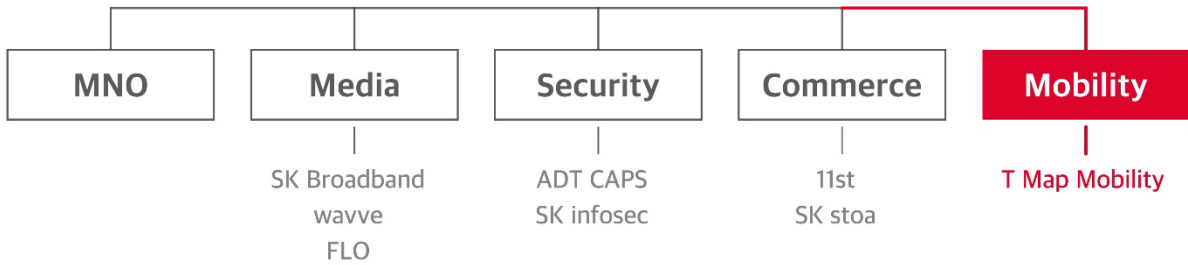 MNO
Media
Security
Commerce
Mobility
SK Broadband
wavve
FLO
ADT CAPS
SK infosec
11st
SK stoa
T Map Mobility